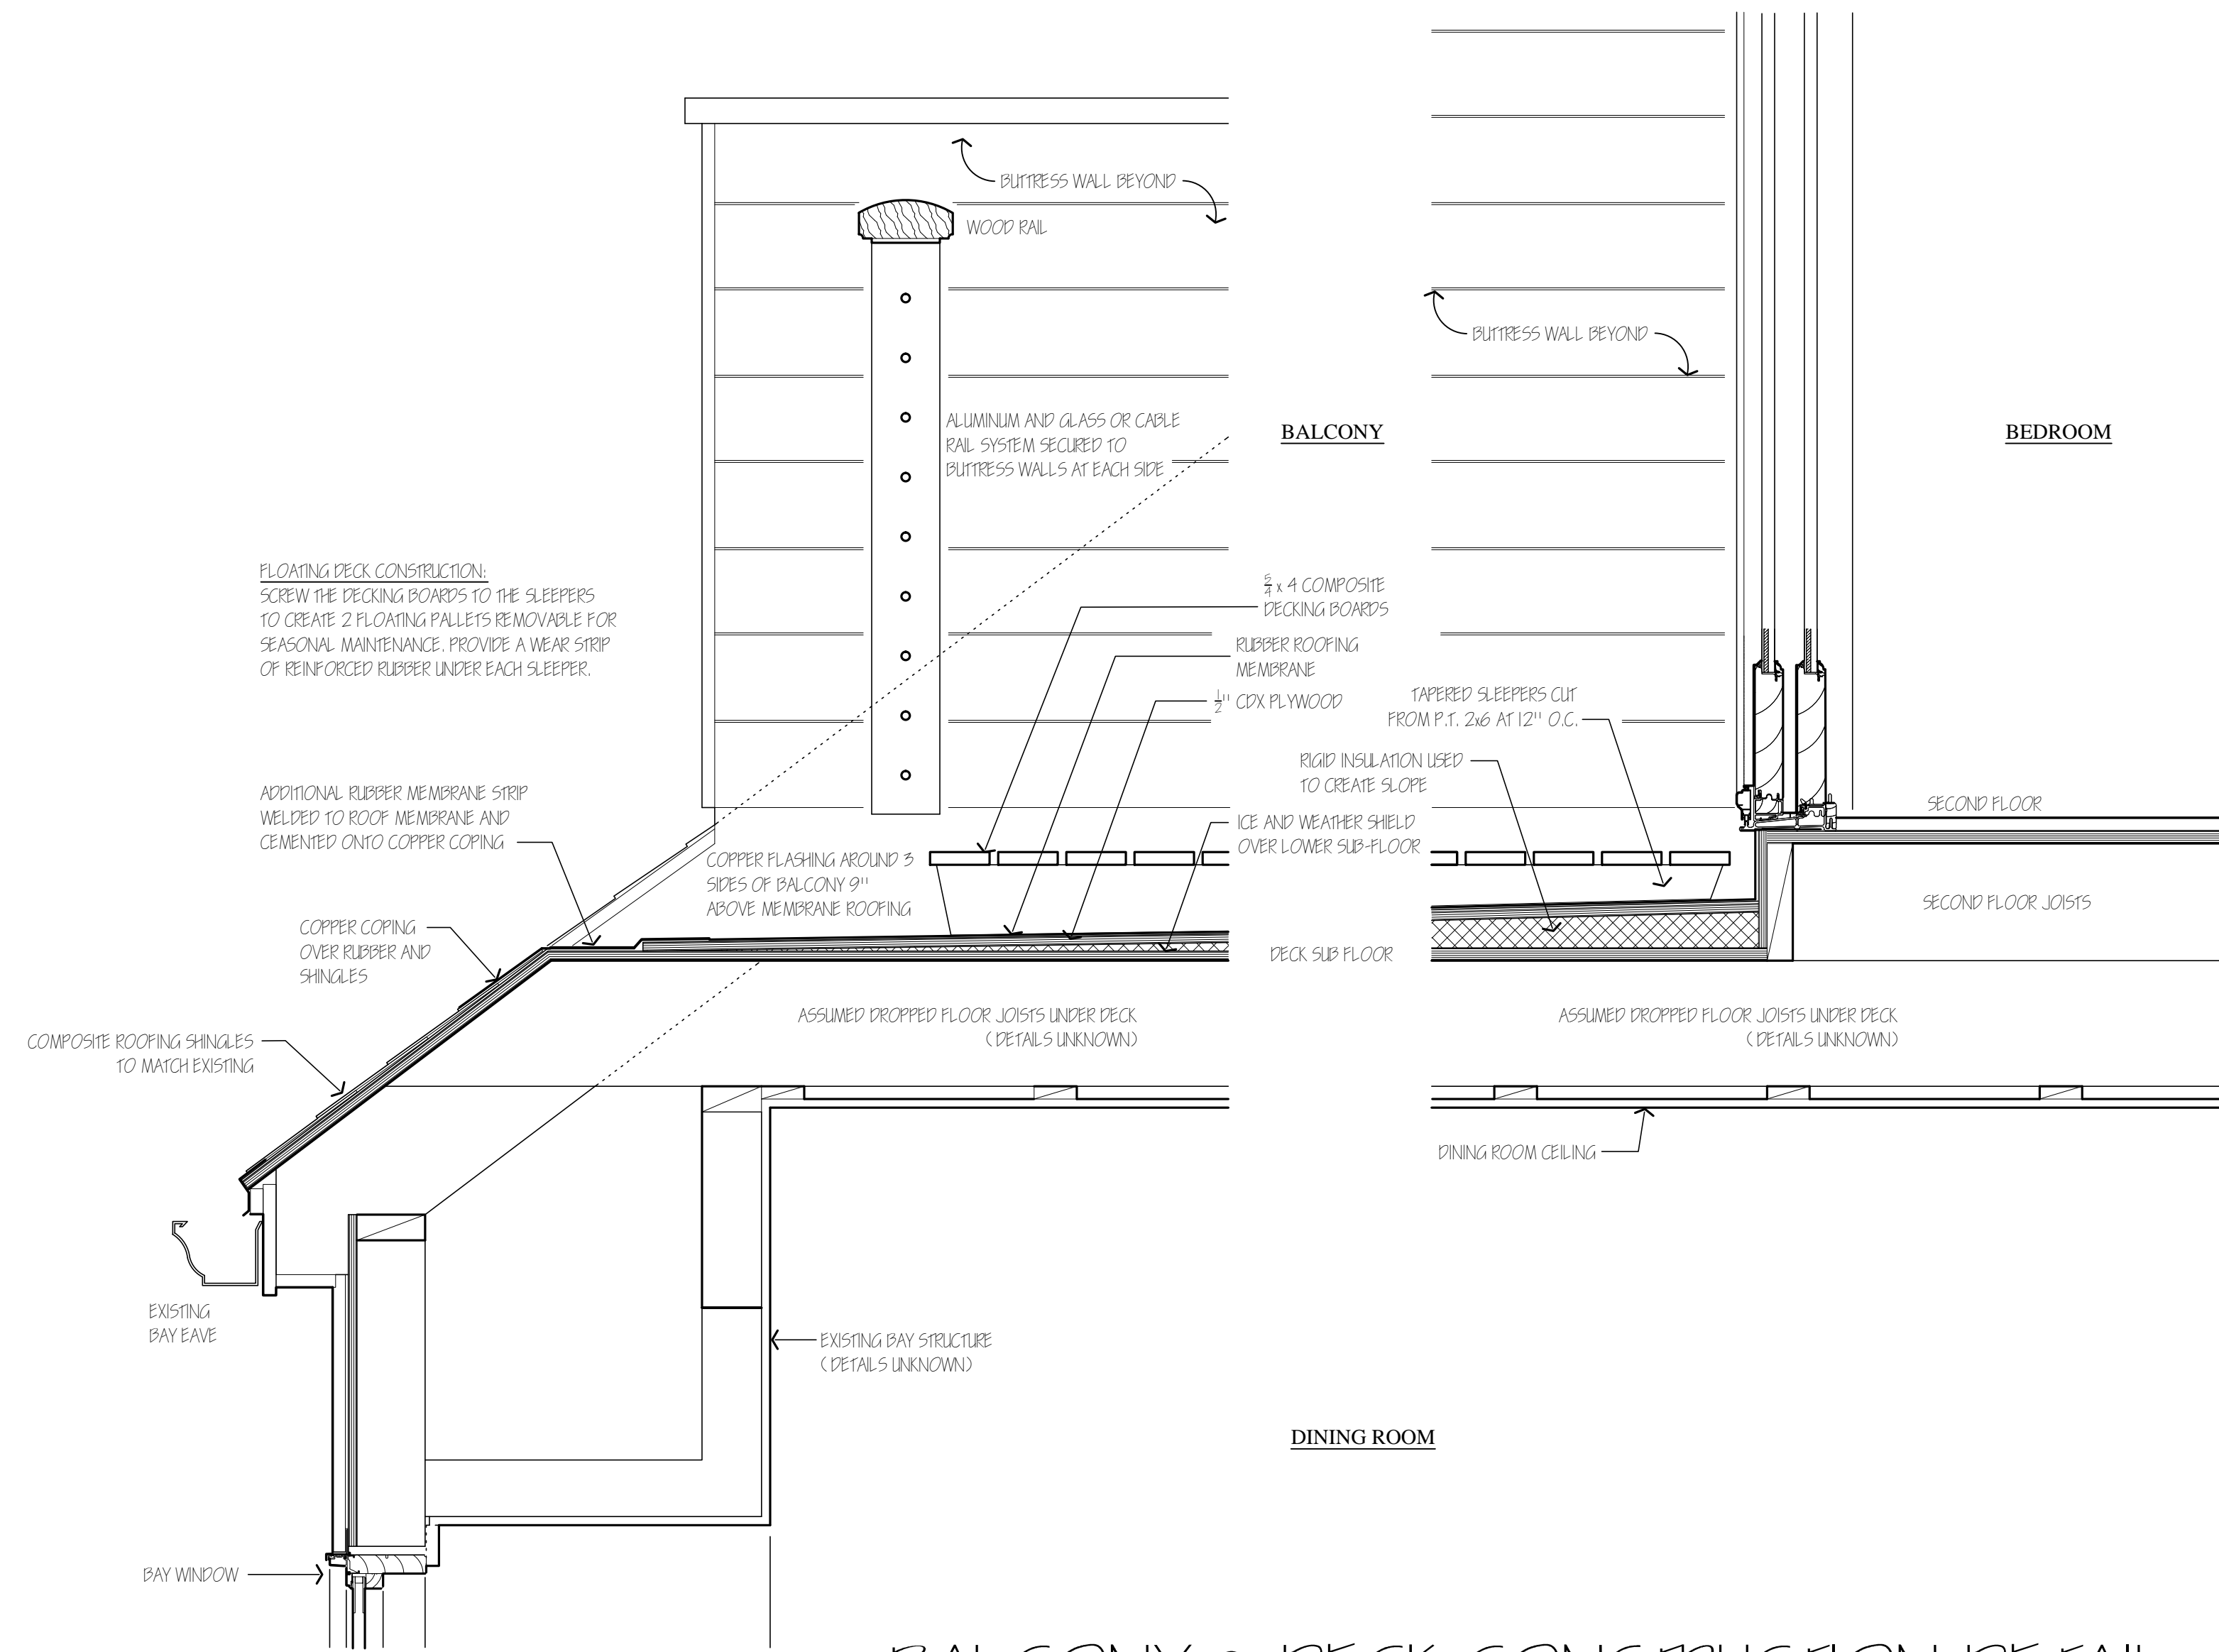 BUTTRESS WALL BEYOND
WOOD RAIL
BUTTRESS WALL BEYOND
ALUMINUM AND GLASS OR CABLE
RAIL SYSTEM SECURED TO
BUTTRESS WALLS AT EACH SIDE
BALCONY
BEDROOM
FLOATING DECK CONSTRUCTION:
SCREW THE DECKING BOARDS TO THE SLEEPERS
TO CREATE 2 FLOATING PALLETS REMOVABLE FOR
SEASONAL MAINTENANCE. PROVIDE A WEAR STRIP
OF REINFORCED RUBBER UNDER EACH SLEEPER.
5/4 x 4 COMPOSITE
DECKING BOARDS
RUBBER ROOFING
MEMBRANE
1/2" CDX PLYWOOD
TAPERED SLEEPERS CUT
FROM P.T. 2x6 AT 12" O.C.
RIGID INSULATION USED
TO CREATE SLOPE
ADDITIONAL RUBBER MEMBRANE STRIP
WELDED TO ROOF MEMBRANE AND
CEMENTED ONTO COPPER COPING
ICE AND WEATHER SHIELD
OVER LOWER SUB-FLOOR
SECOND FLOOR
COPPER FLASHING AROUND 3
SIDES OF BALCONY 9"
ABOVE MEMBRANE ROOFING
SECOND FLOOR JOISTS
COPPER COPING
OVER RUBBER AND
SHINGLES
DECK SUB FLOOR
ASSUMED DROPPED FLOOR JOISTS UNDER DECK
(DETAILS UNKNOWN)
ASSUMED DROPPED FLOOR JOISTS UNDER DECK
(DETAILS UNKNOWN)
COMPOSITE ROOFING SHINGLES
TO MATCH EXISTING
DINING ROOM CEILING
EXISTING
BAY EAVE
EXISTING BAY STRUCTURE
(DETAILS UNKNOWN)
DINING ROOM
BAY WINDOW
BALCONY DECK CONSTRUCTION DETAIL